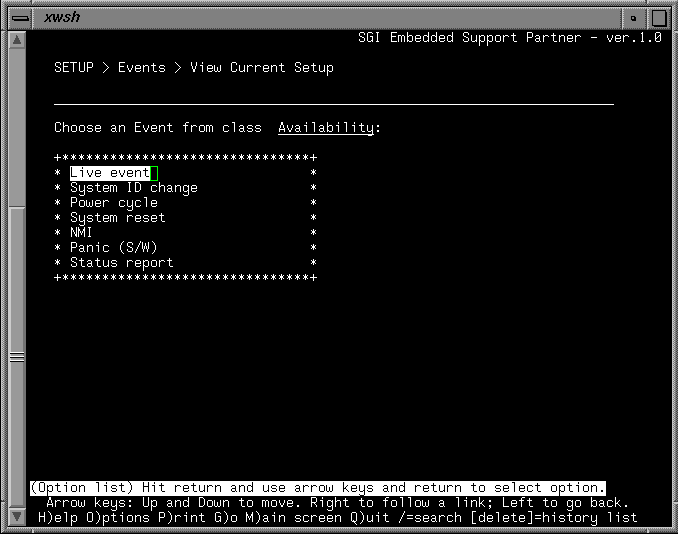 xwsh
SGI Embedded Support Partner - ver.1.0
SETUP > Events > View Current Setup
Choose an Event from class  Availability:
+*******************************+
* Live event                    *
* System ID change              *
* Power cycle                   *
* System reset                  *
* NMI                           *
* Panic (S/W)                   *
* Status report                 *
+*******************************+
(Option list) Hit return and use arrow keys and return to select option.
Arrow keys: Up and Down to move. Right to follow a link; Left to go back.
H)elp O)ptions P)rint G)o M)ain screen Q)uit /=search [delete]=history list